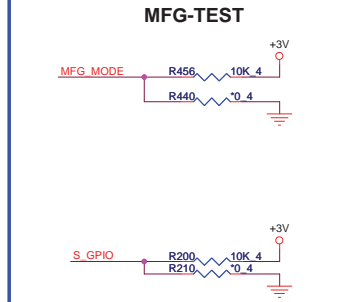 MFG-TEST
+3V
MFG_MODE R456 10K_4
R440 *0_4
+3V
S_GPIO R200 10K_4
R210 *0_4